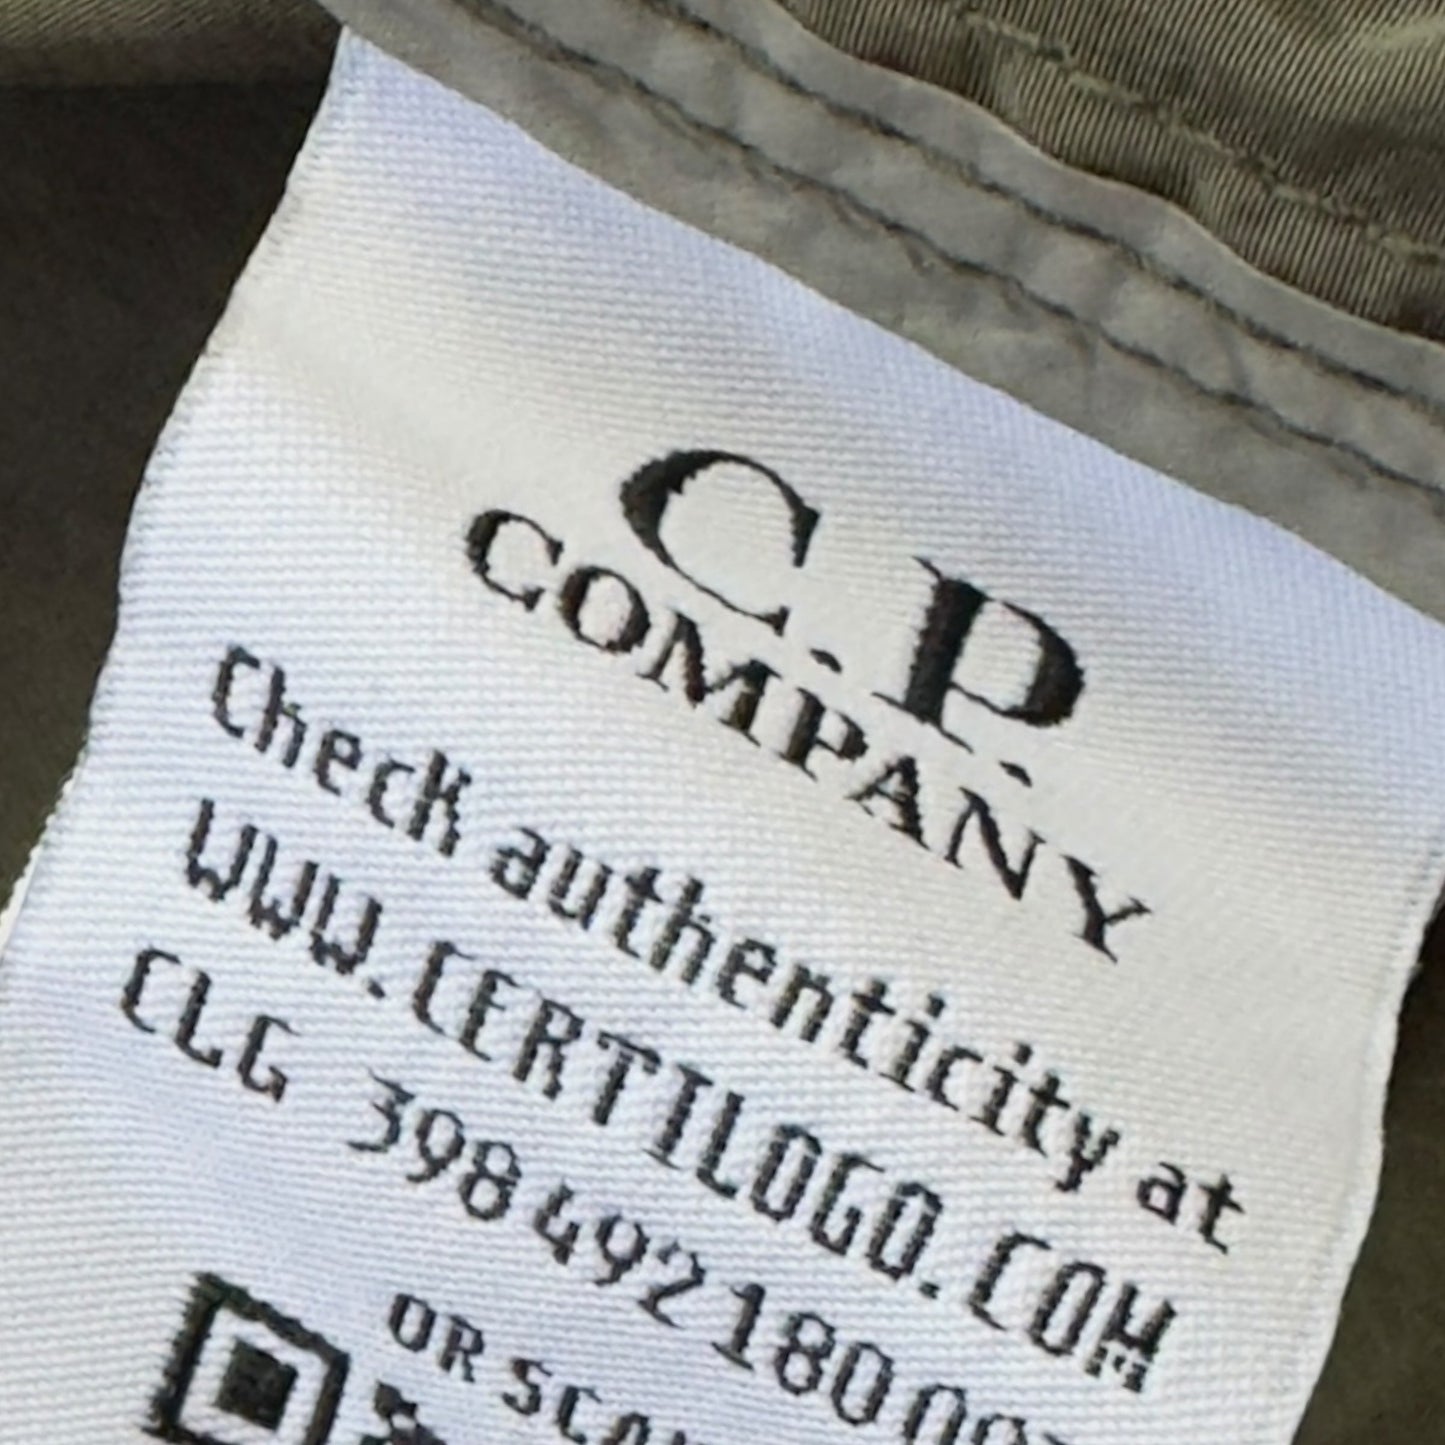 C.P.
COMPANY
Check authenticity at
WWW.CERTILOGO.COM
CLG 398492180
OR